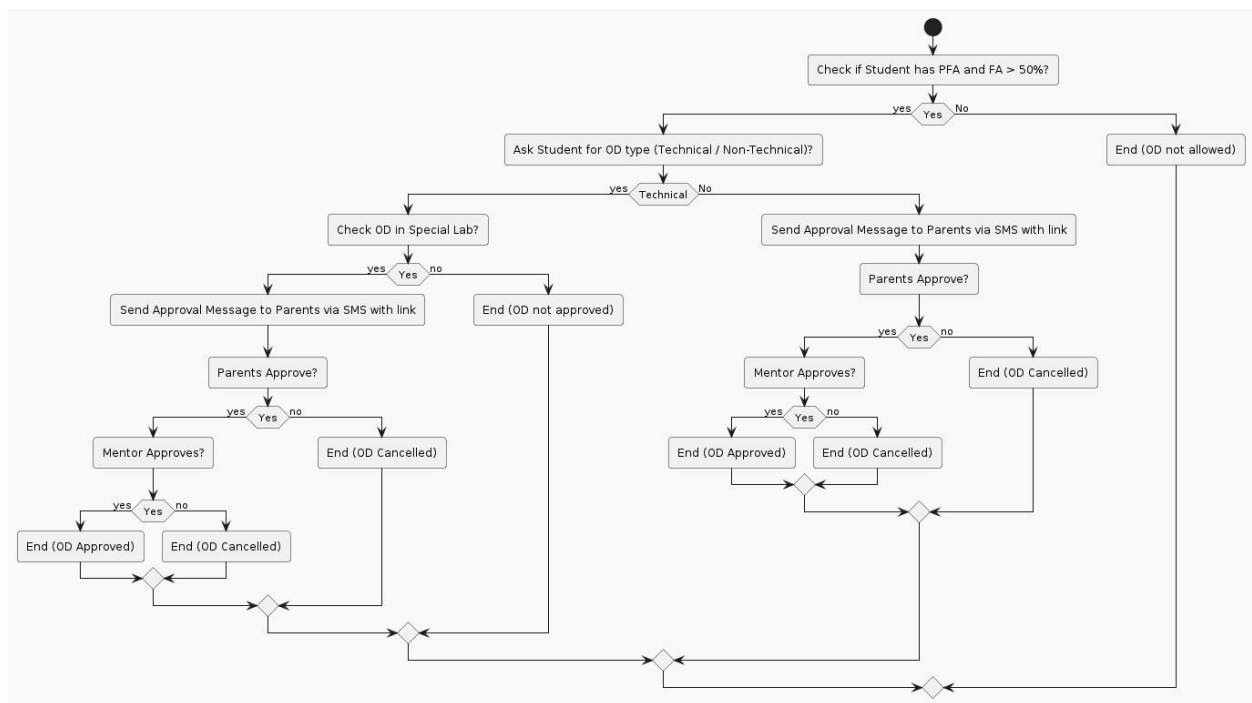 Check if Student has PFA and FA > 50%?
yes
Yes
No
Ask Student for OD type (Technical / Non-Technical)?
End (OD not allowed)
yes
Technical
No
Check OD in Special Lab?
Send Approval Message to Parents via SMS with link
yes
Yes
no
Parents Approve?
Send Approval Message to Parents via SMS with link
End (OD not approved)
yes
Yes
no
Parents Approve?
Mentor Approves?
End (OD Cancelled)
yes
Yes
no
yes
Yes
no
Mentor Approves?
End (OD Cancelled)
End (OD Approved)
End (OD Cancelled)
yes
Yes
no
End (OD Approved)
End (OD Cancelled)